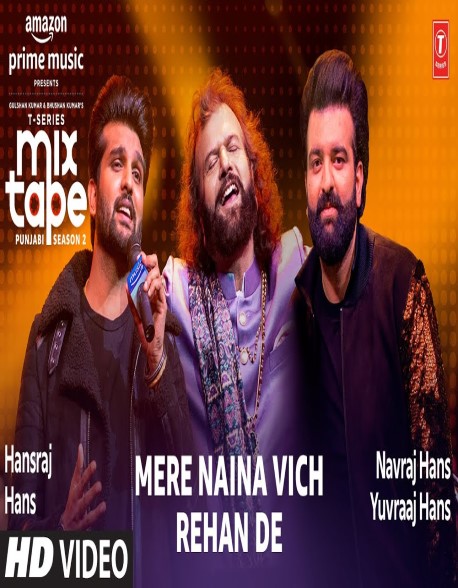 amazon
prime music
PRESENTS
GULSHAN KUMAR & BHUSHAN KUMAR'S
T-SERIES
mix
tape
PUNJABI SEASON 2
T
T-SERIES
Hansraj
Hans
MERE NAINA VICH
REHAN DE
Navraj Hans
Yuvraaj Hans
HD VIDEO